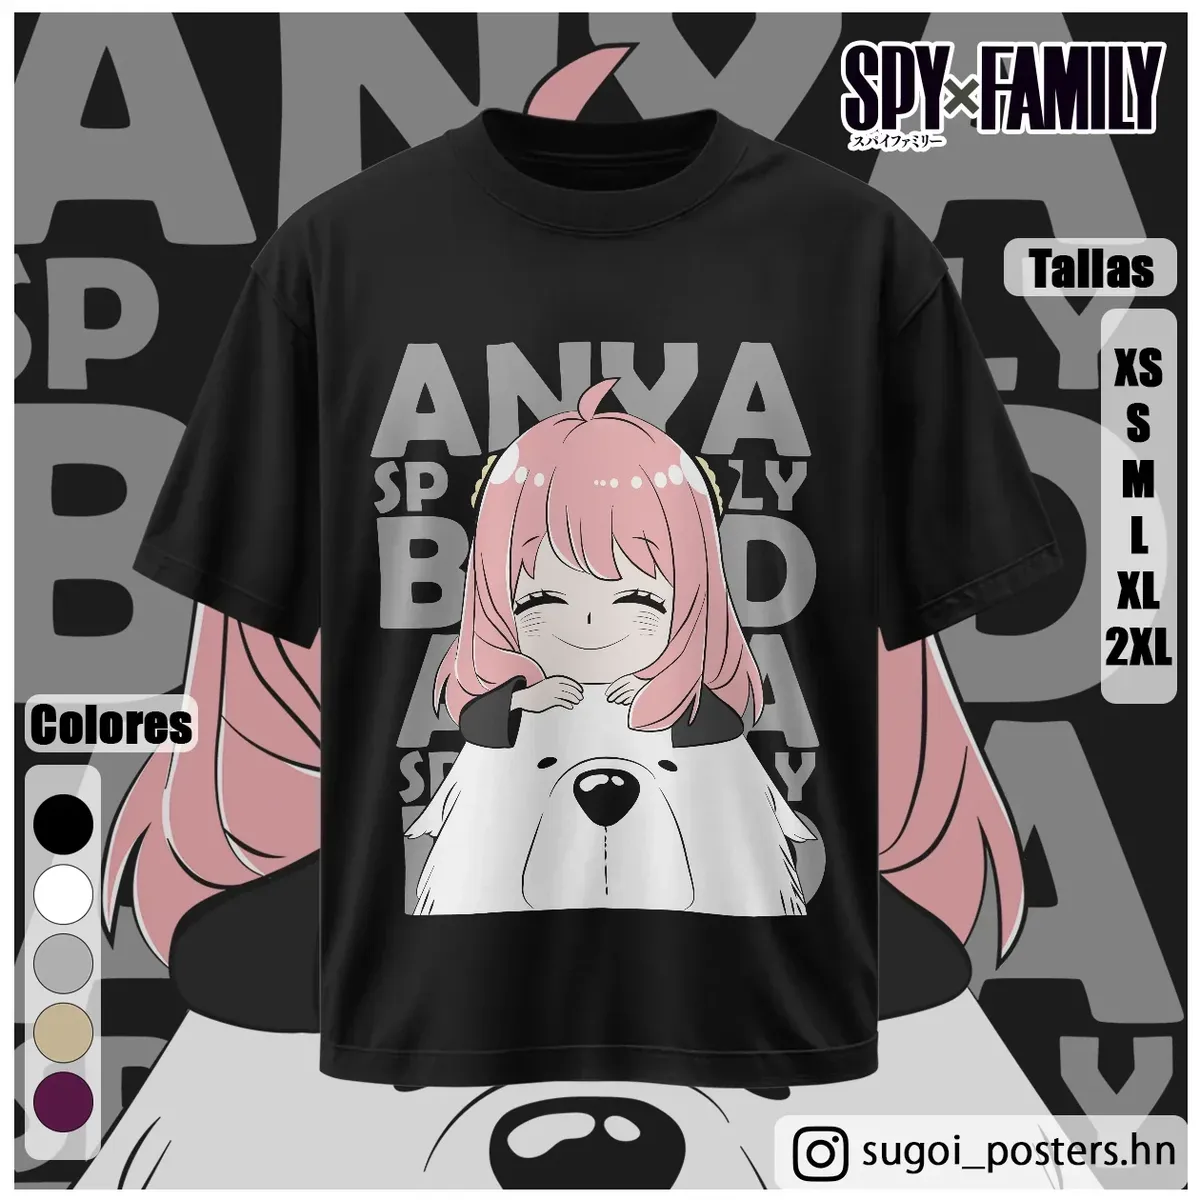 SPY×FAMILY
スパイファミリー
Tallas
XS
S
M
L
XL
2XL
ANYA
SP
LY
B D
A A
SP Y
D
Colores
sugoi_posters.hn